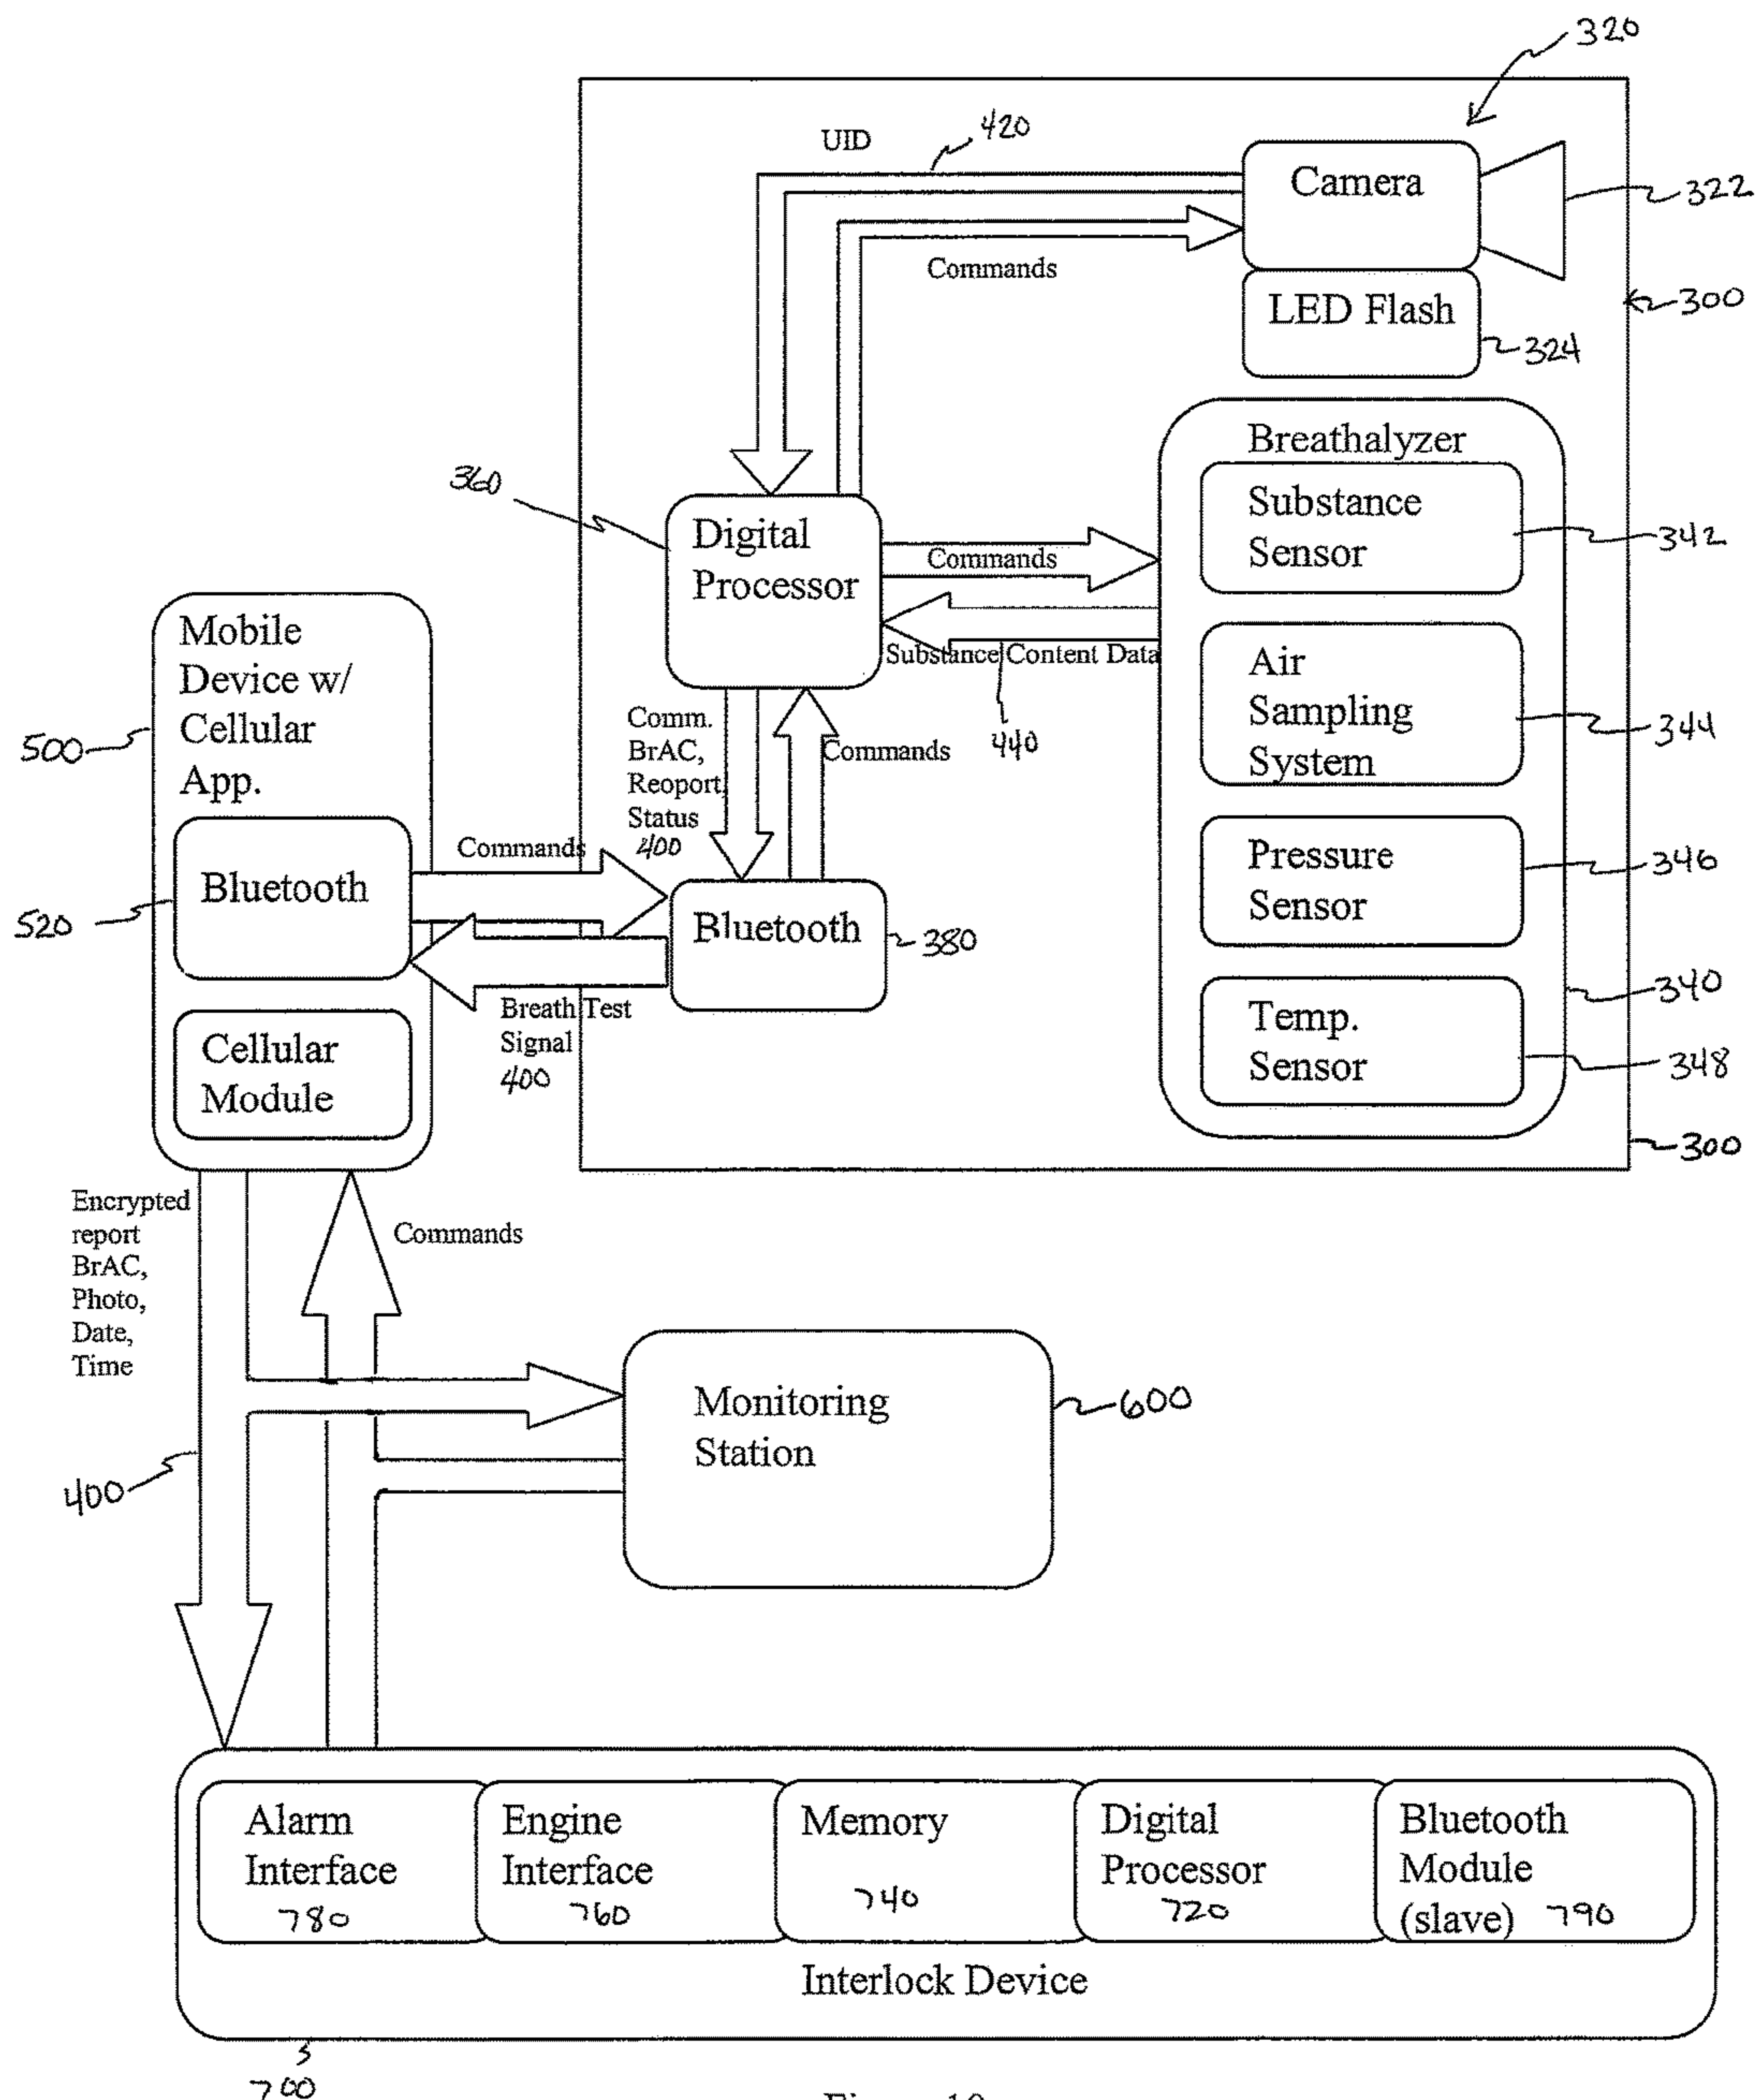 320
UID
420
Camera
322
Commands
300
LED Flash
324
Breathalyzer
360
Substance
Sensor
342
Digital
Processor
Commands
Substance Content Data
440
Air
Sampling
System
344
Mobile
Device w/
Cellular
App.
500
Comm.
BrAC,
Reoport
Status
400
Commands
Pressure
Sensor
346
Commands
Bluetooth
520
Bluetooth
380
Breath Test
Signal
400
340
Temp.
Sensor
348
Cellular
Module
300
Encrypted
report
BrAC,
Photo,
Date,
Time
Commands
400
Monitoring
Station
600
Alarm
Interface
780
Engine
Interface
760
Memory
740
Digital
Processor
720
Bluetooth
Module
(slave) 790
Interlock Device
700